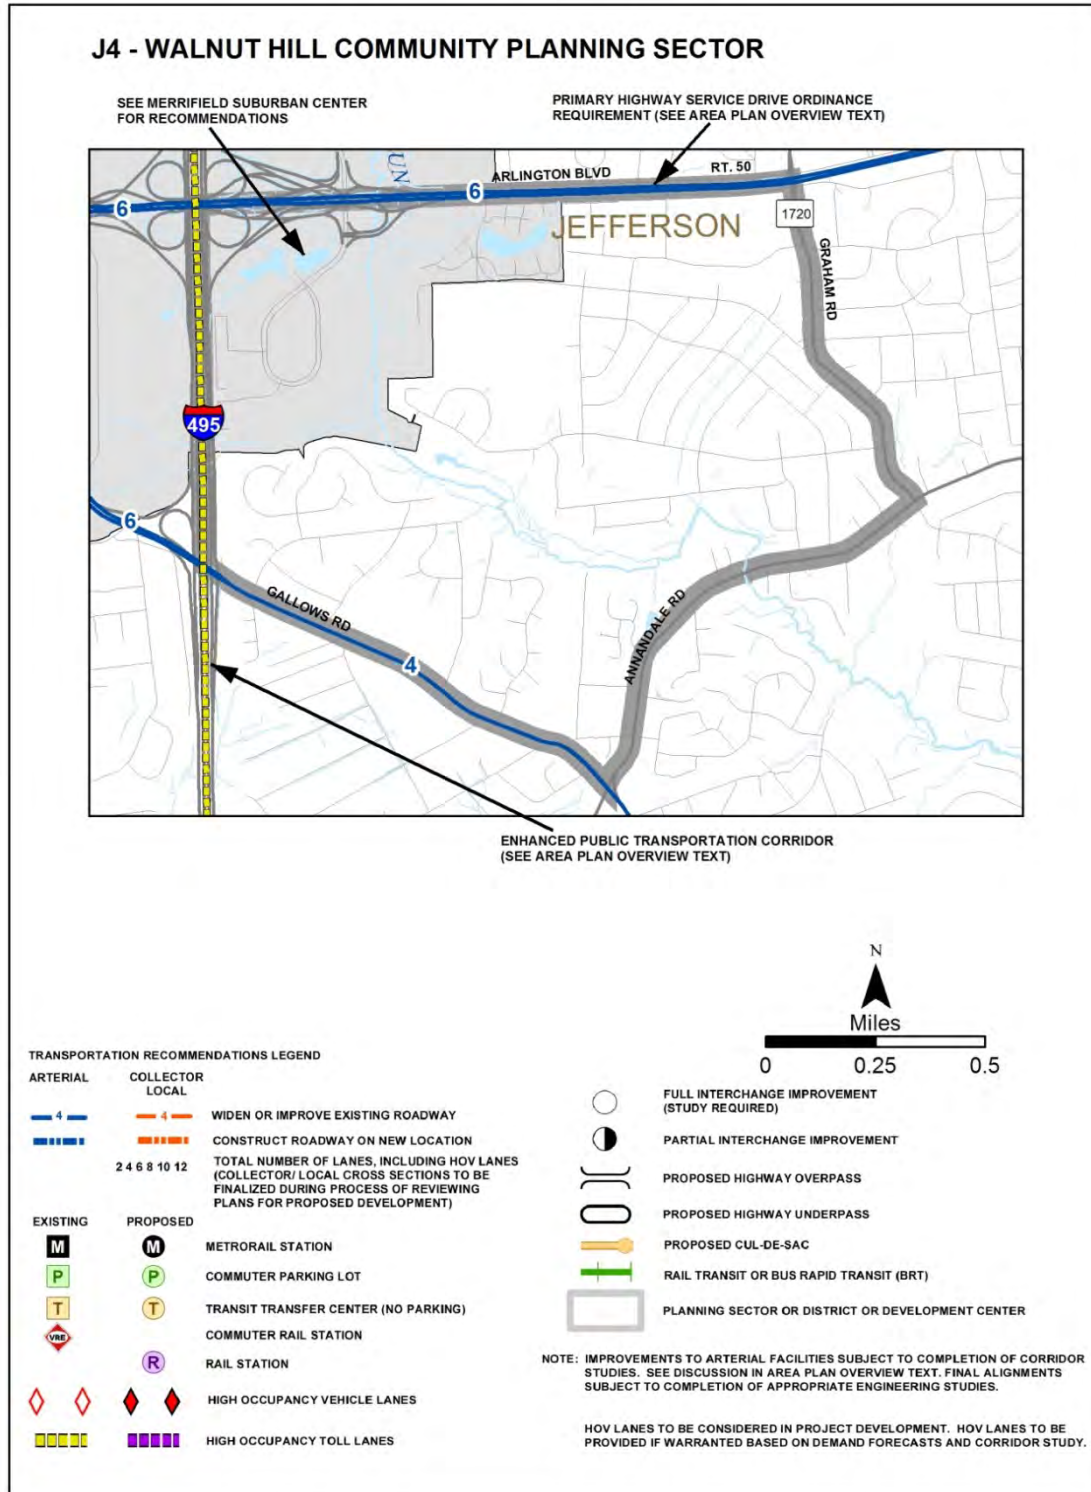 J4 - WALNUT HILL COMMUNITY PLANNING SECTOR
SEE MERRIFIELD SUBURBAN CENTER
FOR RECOMMENDATIONS
PRIMARY HIGHWAY SERVICE DRIVE ORDINANCE
REQUIREMENT (SEE AREA PLAN OVERVIEW TEXT)
RUN
ARLINGTON BLVD
RT. 50
6
6
JEFFERSON
1720
GRAHAM RD
495
6
GALLOWS RD
4
ANNANDALE RD
ENHANCED PUBLIC TRANSPORTATION CORRIDOR
(SEE AREA PLAN OVERVIEW TEXT)
N
Miles
0 0.25 0.5
TRANSPORTATION RECOMMENDATIONS LEGEND
ARTERIAL
COLLECTOR
LOCAL
4 4 WIDEN OR IMPROVE EXISTING ROADWAY
CONSTRUCT ROADWAY ON NEW LOCATION
2 4 6 8 10 12 TOTAL NUMBER OF LANES, INCLUDING HOV LANES
(COLLECTOR/ LOCAL CROSS SECTIONS TO BE
FINALIZED DURING PROCESS OF REVIEWING
PLANS FOR PROPOSED DEVELOPMENT)
EXISTING PROPOSED
M M METRORAIL STATION
P P COMMUTER PARKING LOT
T T TRANSIT TRANSFER CENTER (NO PARKING)
VRE COMMUTER RAIL STATION
R RAIL STATION
HIGH OCCUPANCY VEHICLE LANES
HIGH OCCUPANCY TOLL LANES
FULL INTERCHANGE IMPROVEMENT
(STUDY REQUIRED)
PARTIAL INTERCHANGE IMPROVEMENT
PROPOSED HIGHWAY OVERPASS
PROPOSED HIGHWAY UNDERPASS
PROPOSED CUL-DE-SAC
RAIL TRANSIT OR BUS RAPID TRANSIT (BRT)
PLANNING SECTOR OR DISTRICT OR DEVELOPMENT CENTER
NOTE: IMPROVEMENTS TO ARTERIAL FACILITIES SUBJECT TO COMPLETION OF CORRIDOR
STUDIES. SEE DISCUSSION IN AREA PLAN OVERVIEW TEXT. FINAL ALIGNMENTS
SUBJECT TO COMPLETION OF APPROPRIATE ENGINEERING STUDIES.
HOV LANES TO BE CONSIDERED IN PROJECT DEVELOPMENT. HOV LANES TO BE
PROVIDED IF WARRANTED BASED ON DEMAND FORECASTS AND CORRIDOR STUDY.